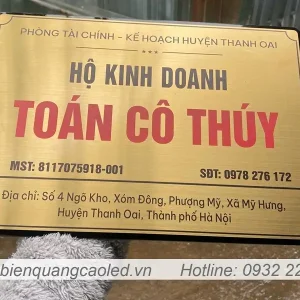 PHÒNG TÀI CHÍNH - KẾ HOẠCH HUYỆN THANH OAI
***
HỘ KINH DOANH
TOÁN CÔ THÚY
MST: 8117075918-001
SĐT: 0978 276 172
Địa chỉ: Số 4 Ngõ Kho, Xóm Đông, Phượng Mỹ, Xã Mỹ Hưng,
Huyện Thanh Oai, Thành phố Hà Nội
bienquangcaoled.vn
Hotline: 0932 22